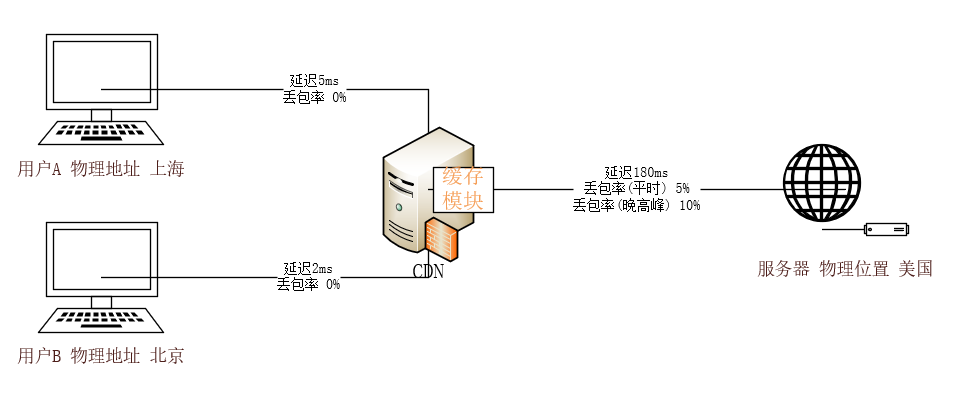 延迟5ms
丢包率 0%
用户A 物理地址 上海
缓存
模块
延迟180ms
丢包率(平时) 5%
丢包率(晚高峰) 10%
服务器 物理位置 美国
延迟2ms
丢包率 0%
CDN
用户B 物理地址 北京